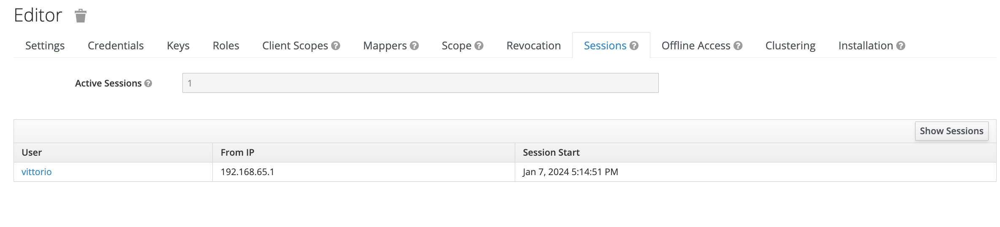 Editor
Settings Credentials Keys Roles Client Scopes ? Mappers ? Scope ? Revocation Sessions ? Offline Access ? Clustering Installation ?
Active Sessions ? 1
Show Sessions
User From IP Session Start
vittorio 192.168.65.1 Jan 7, 2024 5:14:51 PM